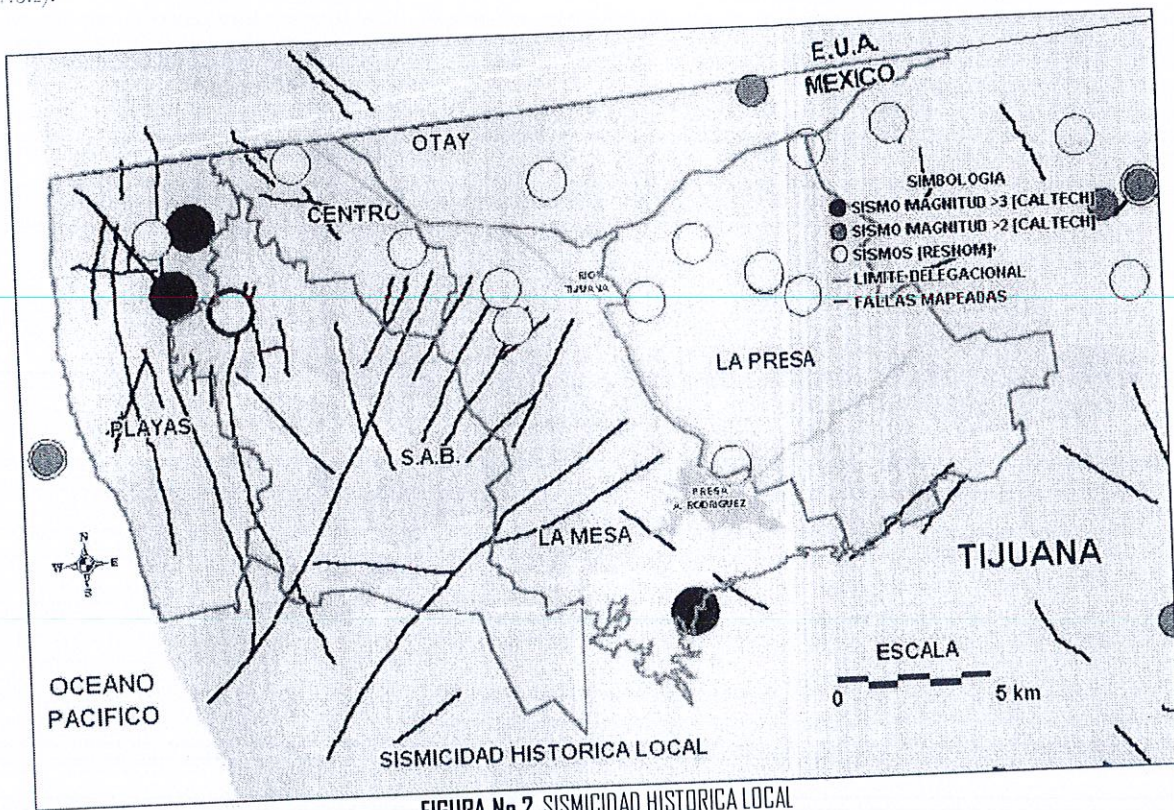 E.U.A.
MEXICO
OTAY
SIMBOLOGIA
CENTRO
SISMO MAGNITUD >3 [CALTECH]
SISMO MAGNITUD >2 [CALTECH]
SISMOS [RESNOM]
LIMITE DELEGACIONAL
FALLAS MAPEADAS
RIO
TIJUANA
LA PRESA
PLAYAS
S.A.B.
PRESA
A. RODRIGUEZ
LA MESA
N
W E
S
TIJUANA
ESCALA
0 5 km
OCEANO
PACIFICO
SISMICIDAD HISTORICA LOCAL
FIGURA No 2. SISMICIDAD HISTORICA LOCAL